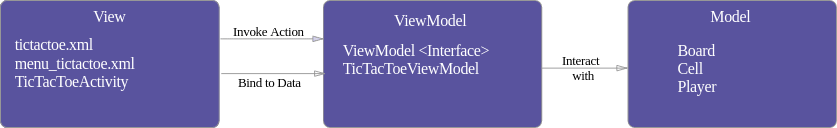 View
tictactoe.xml
menu_tictactoe.xml
TicTacToeActivity
Invoke Action
Bind to Data
ViewModel
ViewModel <Interface>
TicTacToeViewModel
Interact
with
Model
Board
Cell
Player